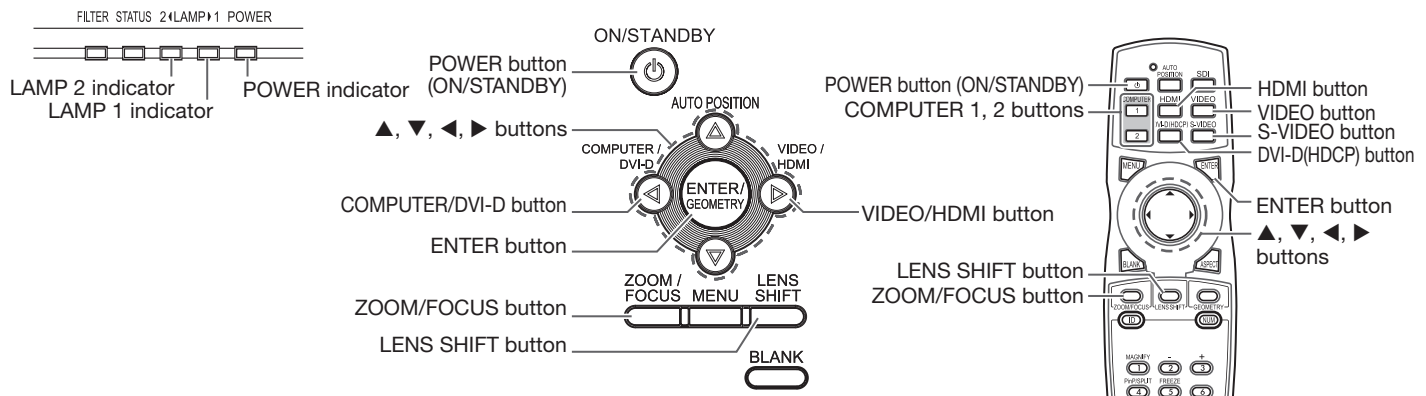 FILTER STATUS 2◀LAMP▶1 POWER
LAMP 2 indicator
LAMP 1 indicator
POWER indicator
ON/STANDBY
POWER button
(ON/STANDBY)
AUTO POSITION
▲, ▼, ◀, ▶ buttons
COMPUTER /
DVI-D
VIDEO /
HDMI
ENTER/
GEOMETRY
COMPUTER/DVI-D button
VIDEO/HDMI button
ENTER button
ZOOM /
FOCUS
MENU
LENS
SHIFT
ZOOM/FOCUS button
LENS SHIFT button
BLANK
POWER button (ON/STANDBY)
COMPUTER 1, 2 buttons
AUTO
POSITION
SDI
COMPUTER
HDMI
VIDEO
1
2
VI-D(HDCP)
S-VIDEO
HDMI button
VIDEO button
S-VIDEO button
DVI-D(HDCP) button
MENU
ENTER
ENTER button
▲, ▼, ◀, ▶
buttons
BLANK
ASPECT
LENS SHIFT button
ZOOM/FOCUS button
ZOOM/FOCUS
LENS SHIFT
GEOMETRY
ID
NUM
MAGNIFY
-
+
1
2
3
PinP/SPLIT
FREEZE
4
5
6